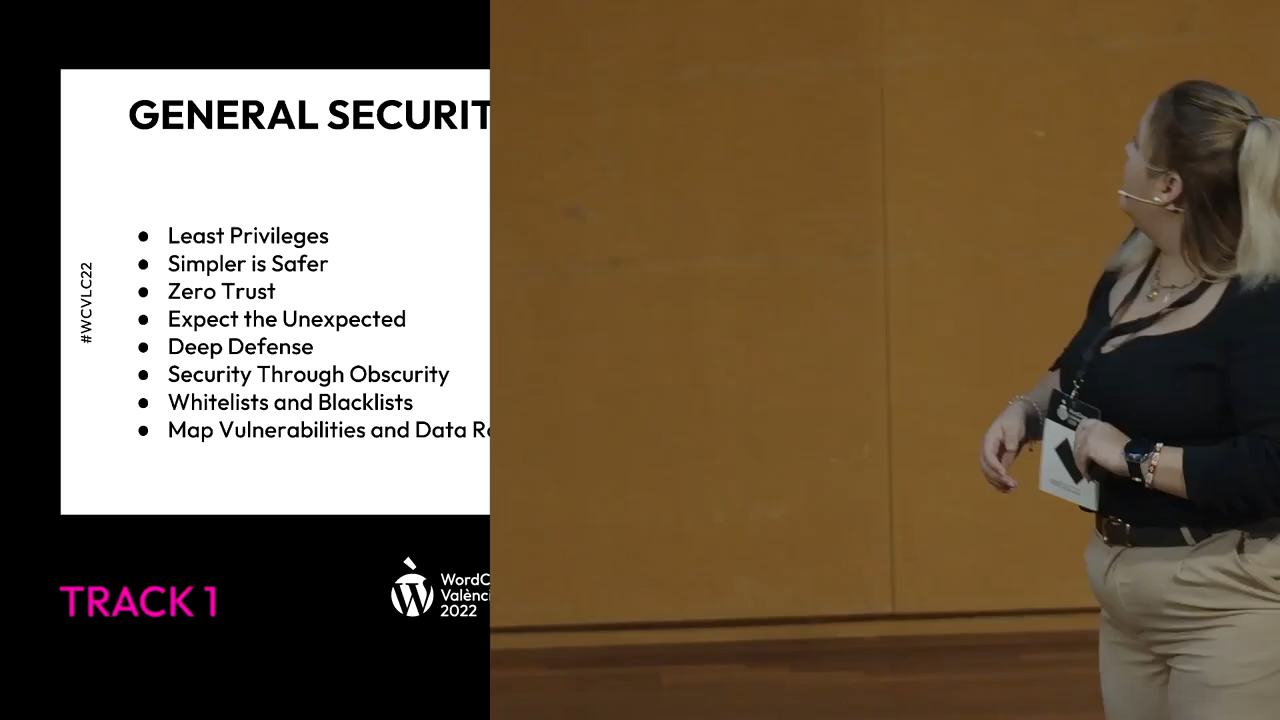 GENERAL SECURIT
Least Privileges
Simpler is Safer
Zero Trust
Expect the Unexpected
Deep Defense
Security Through Obscurity
Whitelists and Blacklists
Map Vulnerabilities and Data
#WCVLC22
TRACK 1
WordC
Valènci
2022